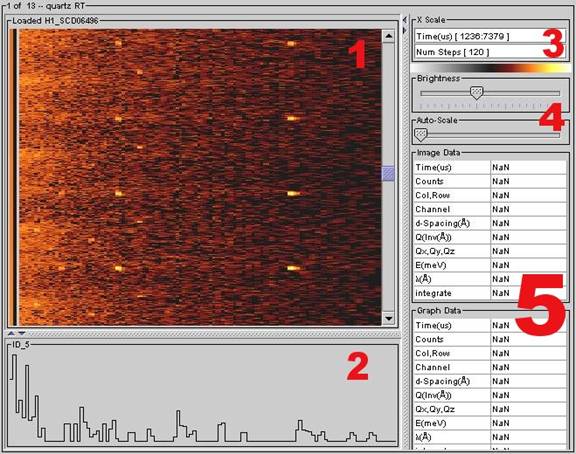 1 of 13 -- quartz RT
Loaded H1_SCD06496
1
ID_5
2
X Scale
Time(us) [ 1236:7379 ]
Num Steps [ 120 ]
3
Brightness
4
Auto-Scale
Image Data
Time(us) NaN
Counts NaN
Col,Row NaN
Channel NaN
d-Spacing(Å) NaN
Q(Inv(Å)) NaN
Qx,Qy,Qz NaN
E(meV) NaN
λ(Å) NaN
integrate NaN
5
Graph Data
Time(us) NaN
Counts NaN
Col,Row NaN
Channel NaN
d-Spacing(Å) NaN
Q(Inv(Å)) NaN
Qx,Qy,Qz NaN
E(meV) NaN
λ(Å) NaN